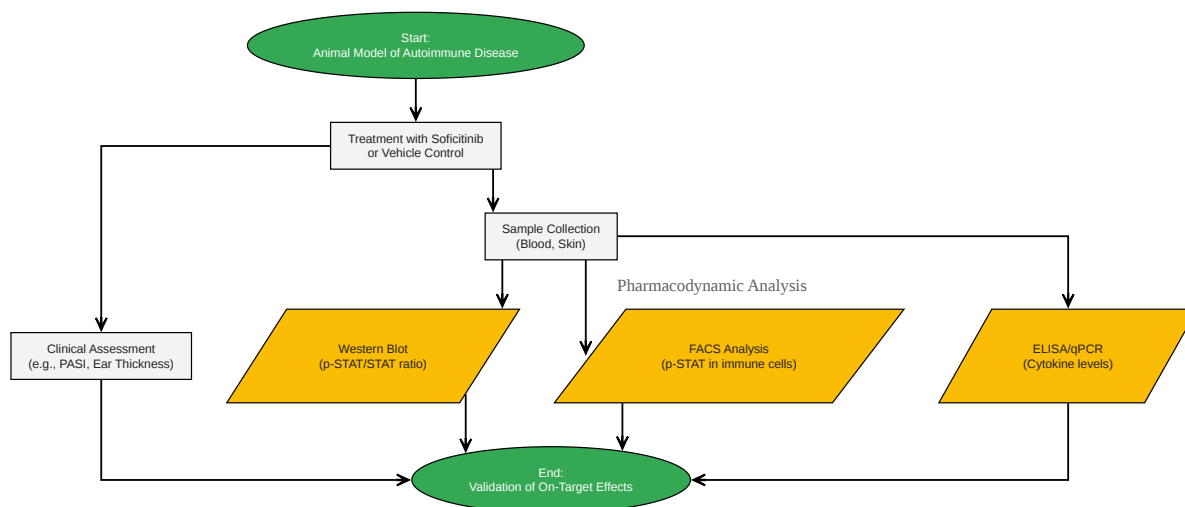 Start:
Animal Model of Autoimmune Disease
Treatment with Soficitinib
or Vehicle Control
Sample Collection
(Blood, Skin)
Pharmacodynamic Analysis
Clinical Assessment
(e.g., PASI, Ear Thickness)
Western Blot
(p-STAT/STAT ratio)
FACS Analysis
(p-STAT in immune cells)
ELISA/qPCR
(Cytokine levels)
End:
Validation of On-Target Effects